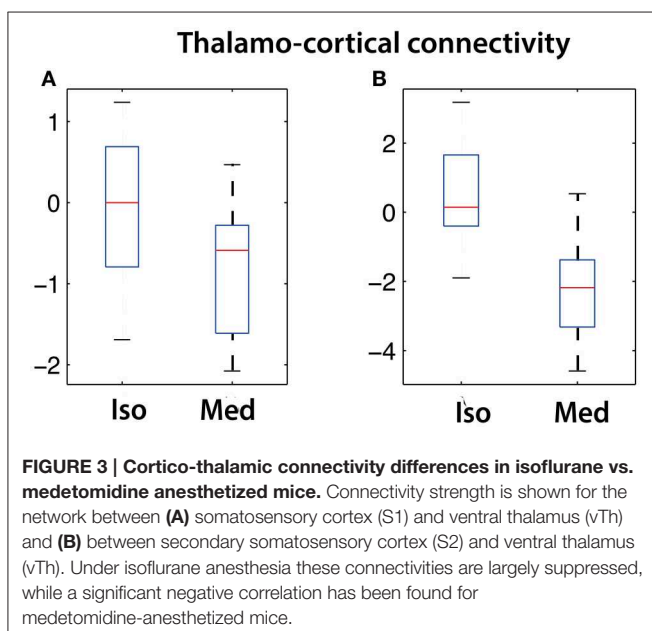 Thalamo-cortical connectivity
A
B
1
0
−1
−2
Iso Med
2
0
−2
−4
Iso Med
FIGURE 3 | Cortico-thalamic connectivity differences in isoflurane vs.
medetomidine anesthetized mice. Connectivity strength is shown for the
network between (A) somatosensory cortex (S1) and ventral thalamus (vTh)
and (B) between secondary somatosensory cortex (S2) and ventral thalamus
(vTh). Under isoflurane anesthesia these connectivities are largely suppressed,
while a significant negative correlation has been found for
medetomidine-anesthetized mice.